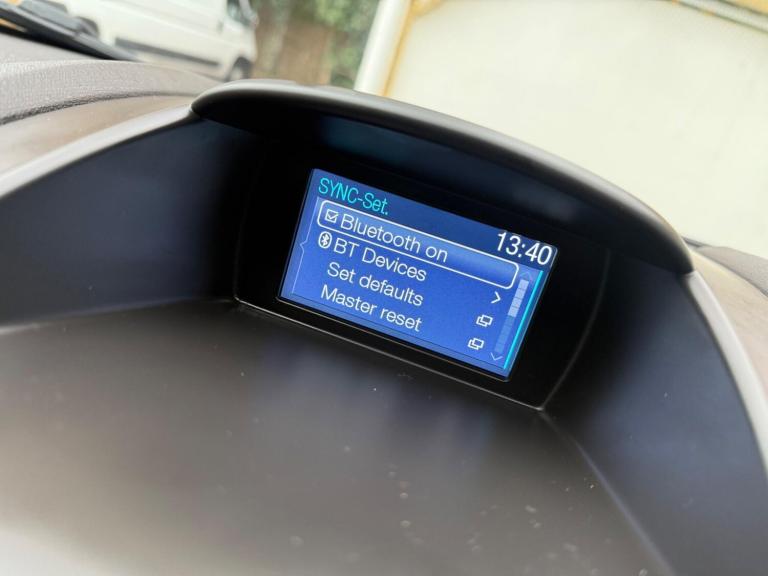 SYNC-Set.
13:40
Bluetooth on
BT Devices
Set defaults
Master reset